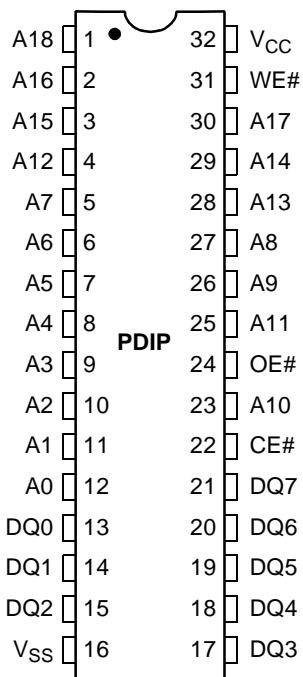 A18 1 32 VCC
A16 2 31 WE#
A15 3 30 A17
A12 4 29 A14
A7 5 28 A13
A6 6 27 A8
A5 7 26 A9
A4 8 25 A11
PDIP
A3 9 24 OE#
A2 10 23 A10
A1 11 22 CE#
A0 12 21 DQ7
DQ0 13 20 DQ6
DQ1 14 19 DQ5
DQ2 15 18 DQ4
VSS 16 17 DQ3